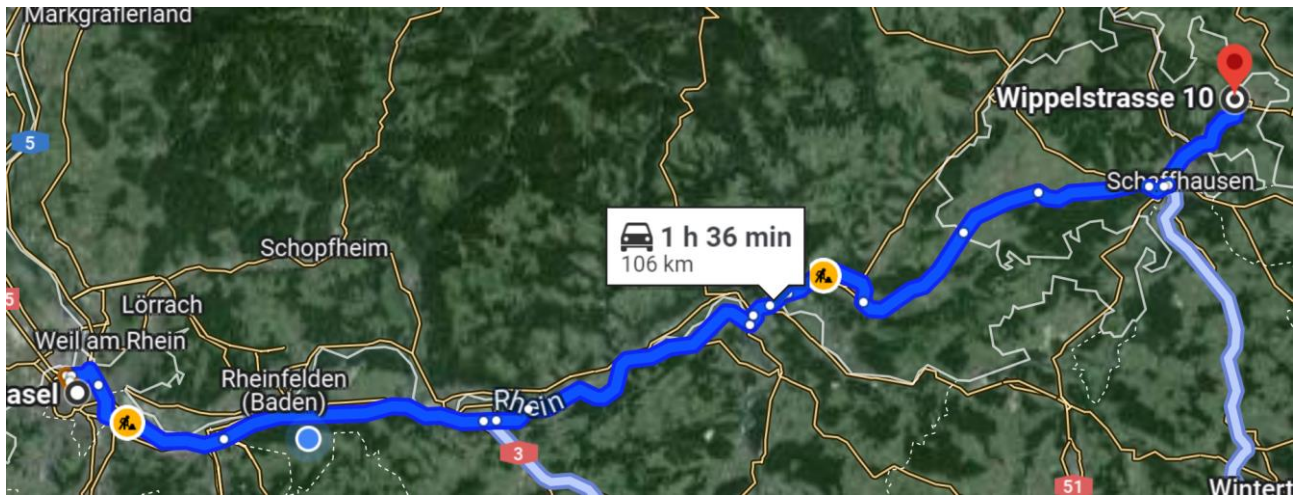 Markgräflerland
5
Wippelstrasse 10
Schaffhausen
1 h 36 min
106 km
Schopfheim
5
Lörrach
Weil am Rhein
asel
Rheinfelden
(Baden)
Rhein
3
51
Wintert